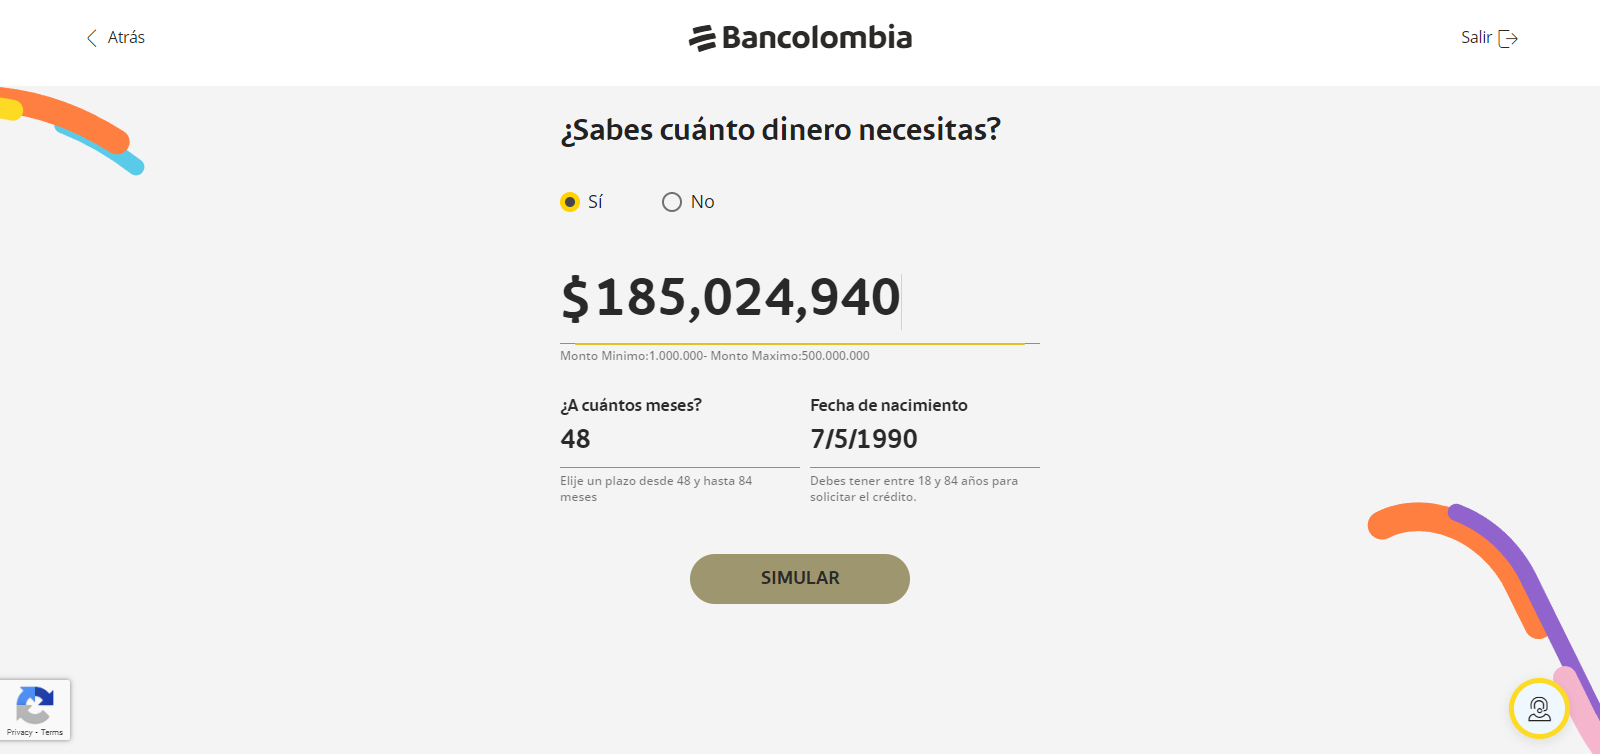 Atrás
Bancolombia
Salir
¿Sabes cuánto dinero necesitas?
Sí
No
$185,024,940
Monto Minimo:1.000.000- Monto Maximo:500.000.000
¿A cuántos meses?
48
Elije un plazo desde 48 y hasta 84
meses
Fecha de nacimiento
7/5/1990
Debes tener entre 18 y 84 años para
solicitar el crédito.
SIMULAR
Privacy - Terms